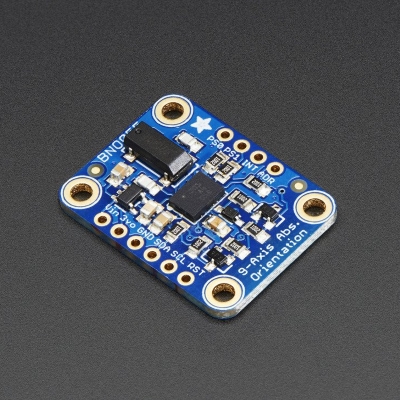 BNO055
PS0 PS1 INT ADR
Vin 3vo GND SDA SCL RST
9-Axis Abs
Orientation